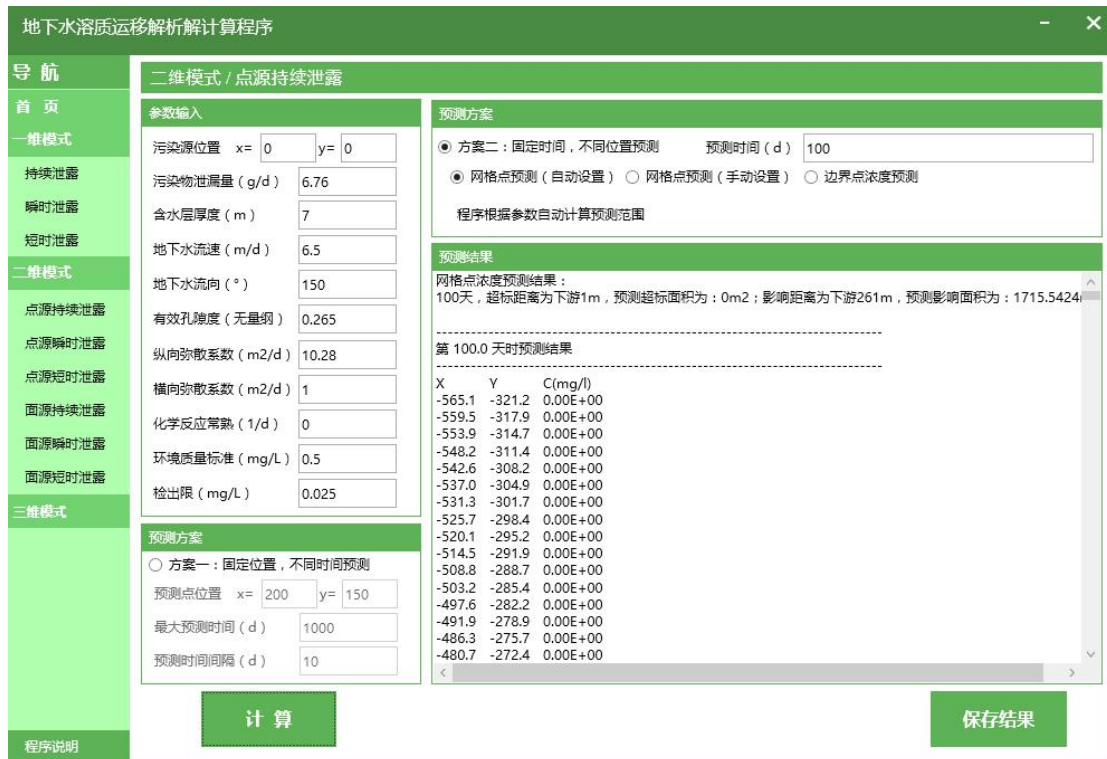 地下水溶质运移解析解计算程序
导 航
首 页
一维模式
持续泄露
瞬时泄露
短时泄露
二维模式
点源持续泄露
点源瞬时泄露
点源短时泄露
面源持续泄露
面源瞬时泄露
面源短时泄露
三维模式
程序说明
二维模式 / 点源持续泄露
参数输入
污染源位置 x= 0 y= 0
污染物泄漏量(g/d) 6.76
含水层厚度(m) 7
地下水流速(m/d) 6.5
地下水流向(°) 150
有效孔隙度(无量纲) 0.265
纵向弥散系数(m2/d) 10.28
横向弥散系数(m2/d) 1
化学反应常熟(1/d) 0
环境质量标准(mg/L) 0.5
检出限(mg/L) 0.025
预测方案
方案一:固定位置,不同时间预测
预测点位置 x= 200 y= 150
最大预测时间(d) 1000
预测时间间隔(d) 10
计 算
预测方案
方案二:固定时间,不同位置预测 预测时间(d) 100
网格点预测(自动设置) 网格点预测(手动设置) 边界点浓度预测
程序根据参数自动计算预测范围
预测结果
网格点浓度预测结果:
100天,超标距离为下游1m,预测超标面积为:0m2;影响距离为下游261m,预测影响面积为:1715.5424
--------------------------------------------------------------------------------
第 100.0 天时预测结果
--------------------------------------------------------------------------------
X Y C(mg/l)
-565.1 -321.2 0.00E+00
-559.5 -317.9 0.00E+00
-553.9 -314.7 0.00E+00
-548.2 -311.4 0.00E+00
-542.6 -308.2 0.00E+00
-537.0 -304.9 0.00E+00
-531.3 -301.7 0.00E+00
-525.7 -298.4 0.00E+00
-520.1 -295.2 0.00E+00
-514.5 -291.9 0.00E+00
-508.8 -288.7 0.00E+00
-503.2 -285.4 0.00E+00
-497.6 -282.2 0.00E+00
-491.9 -278.9 0.00E+00
-486.3 -275.7 0.00E+00
-480.7 -272.4 0.00E+00
保存结果